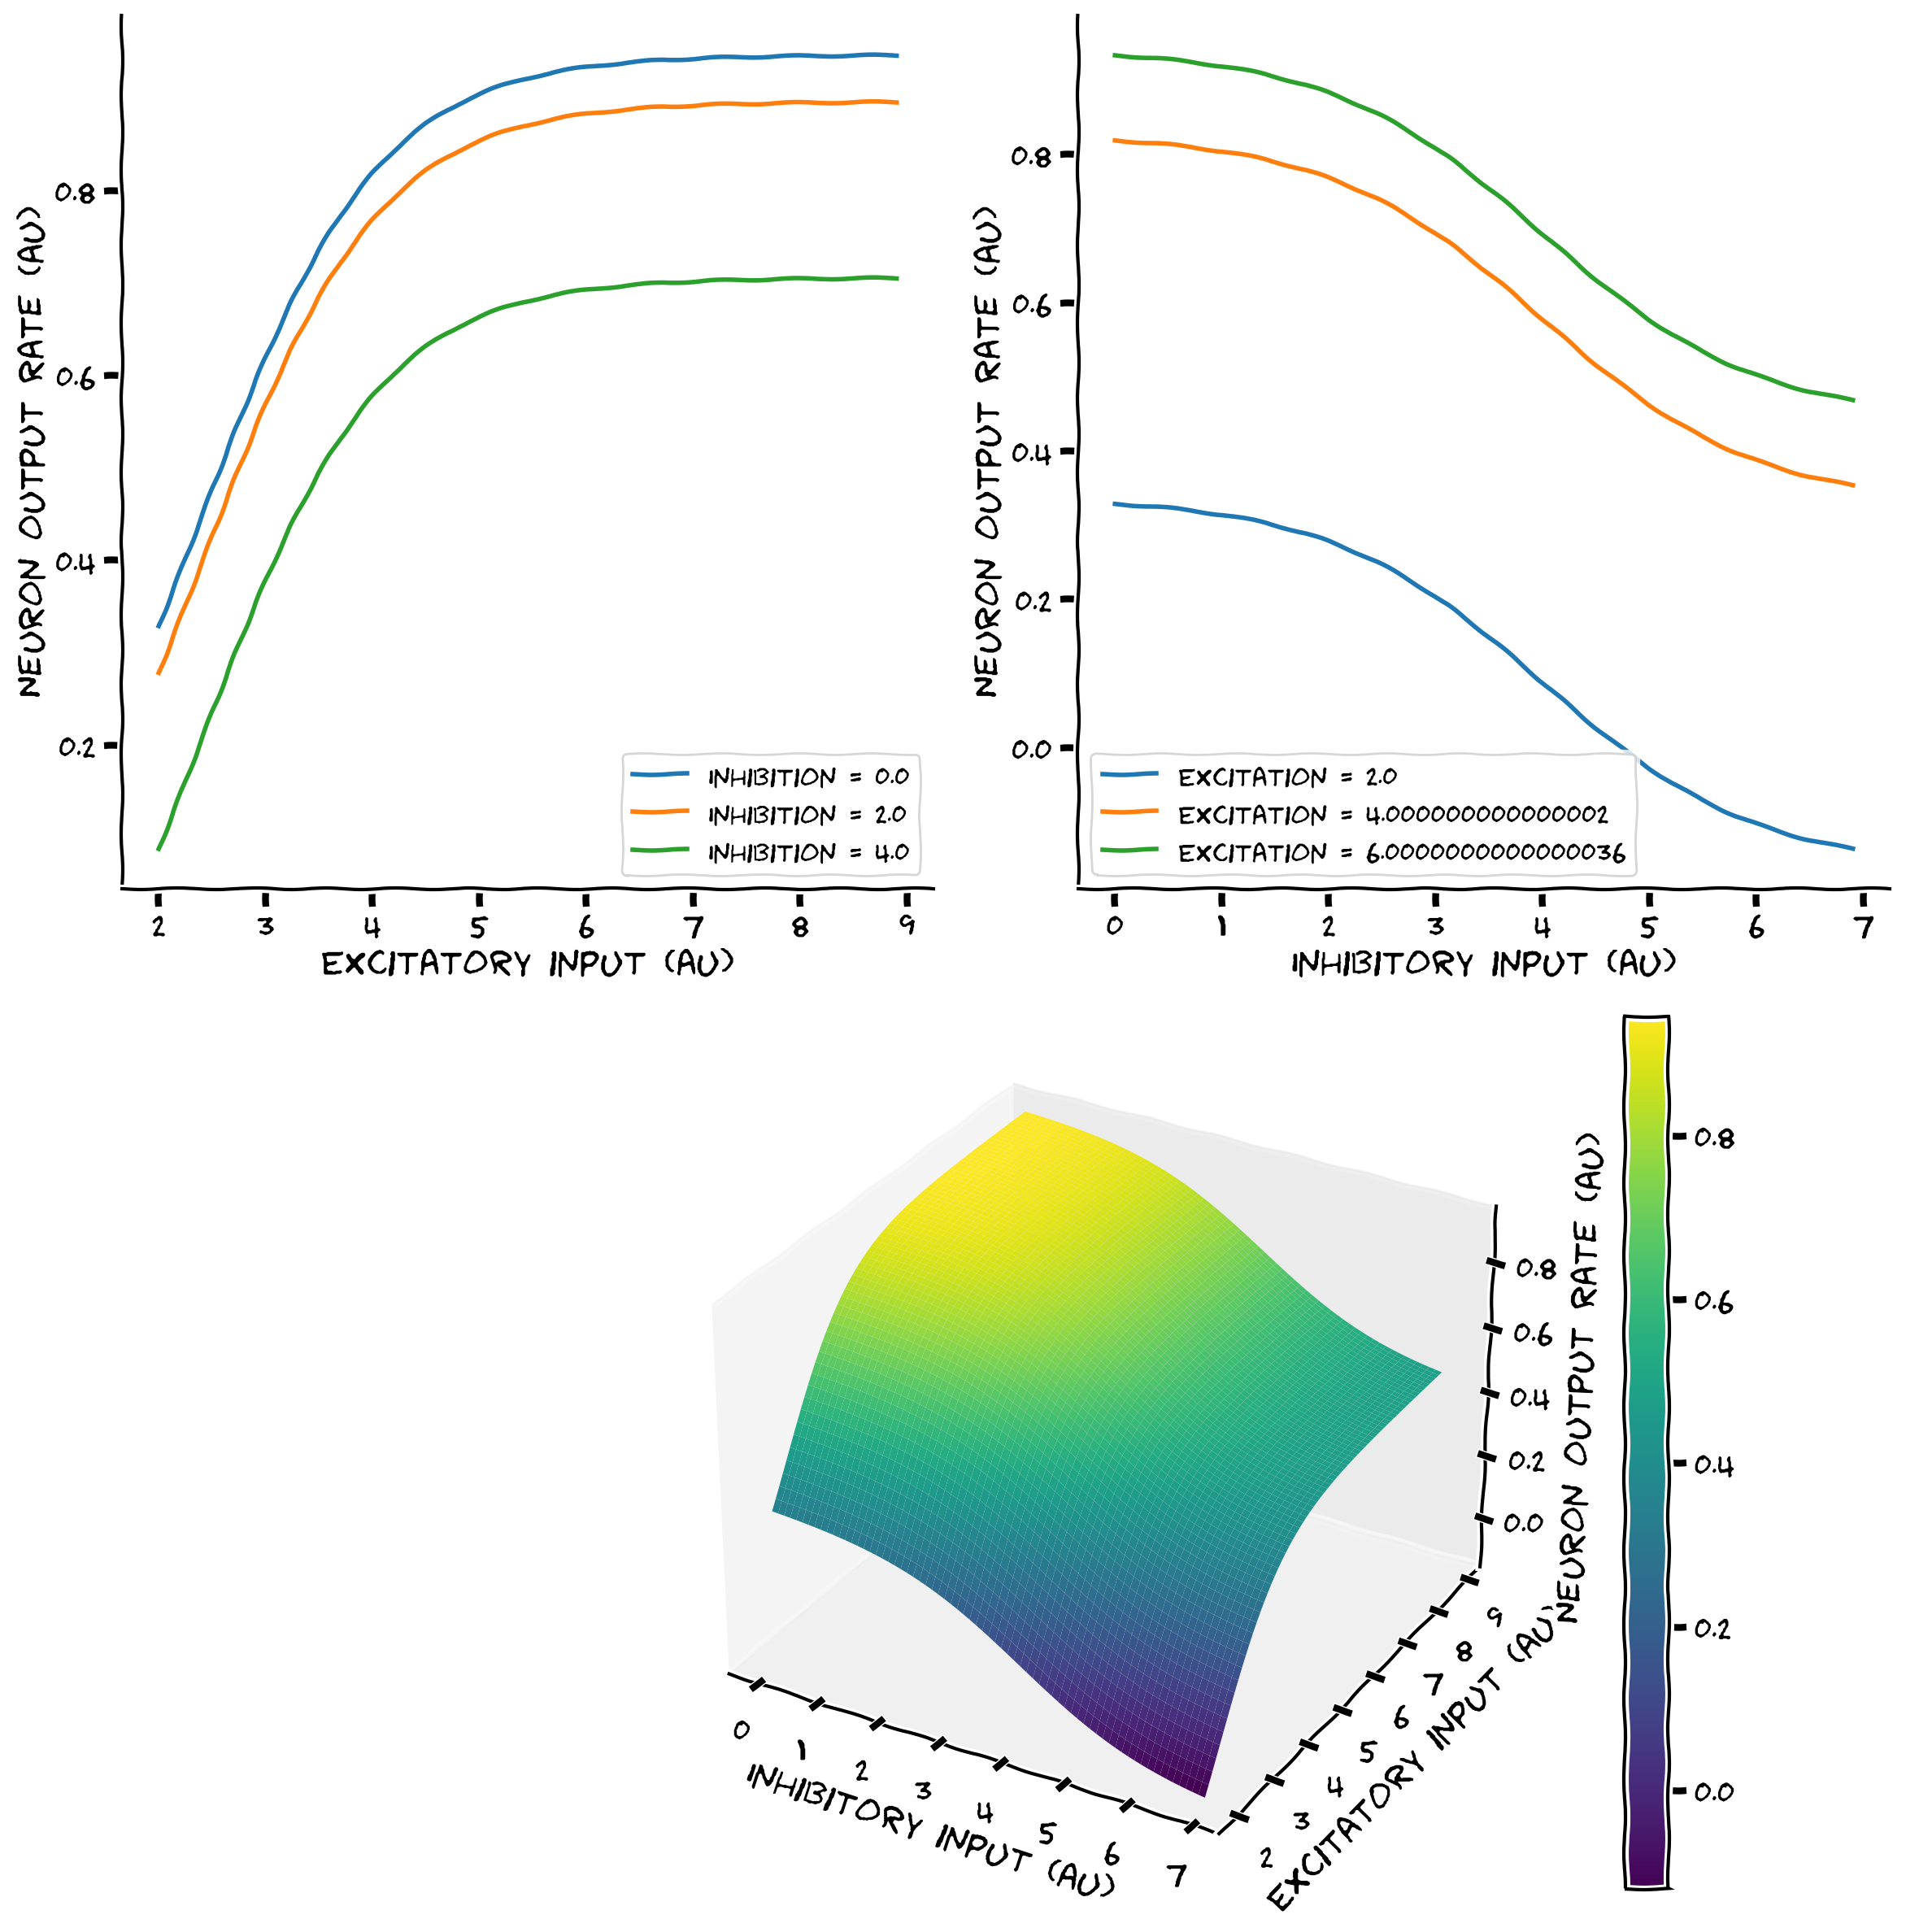 NEURON OUTPUT RATE (AU)
0.8
0.6
0.4
0.2
INHIBITION = 0.0
INHIBITION = 2.0
INHIBITION = 4.0
2 3 4 5 6 7 8 9
EXCITATORY INPUT (AU)
NEURON OUTPUT RATE (AU)
0.8
0.6
0.4
0.2
0.0
EXCITATION = 2.0
EXCITATION = 4.000000000000002
EXCITATION = 6.0000000000000036
0 1 2 3 4 5 6 7
INHIBITORY INPUT (AU)
0 1 2 3 4 5 6 7
INHIBITORY INPUT (AU)
2 3 4 5 6 7 8 9
EXCITATORY INPUT (AU)
0.8
0.6
0.4
0.2
0.0
NEURON OUTPUT RATE (AU)
0.8
0.6
0.4
0.2
0.0